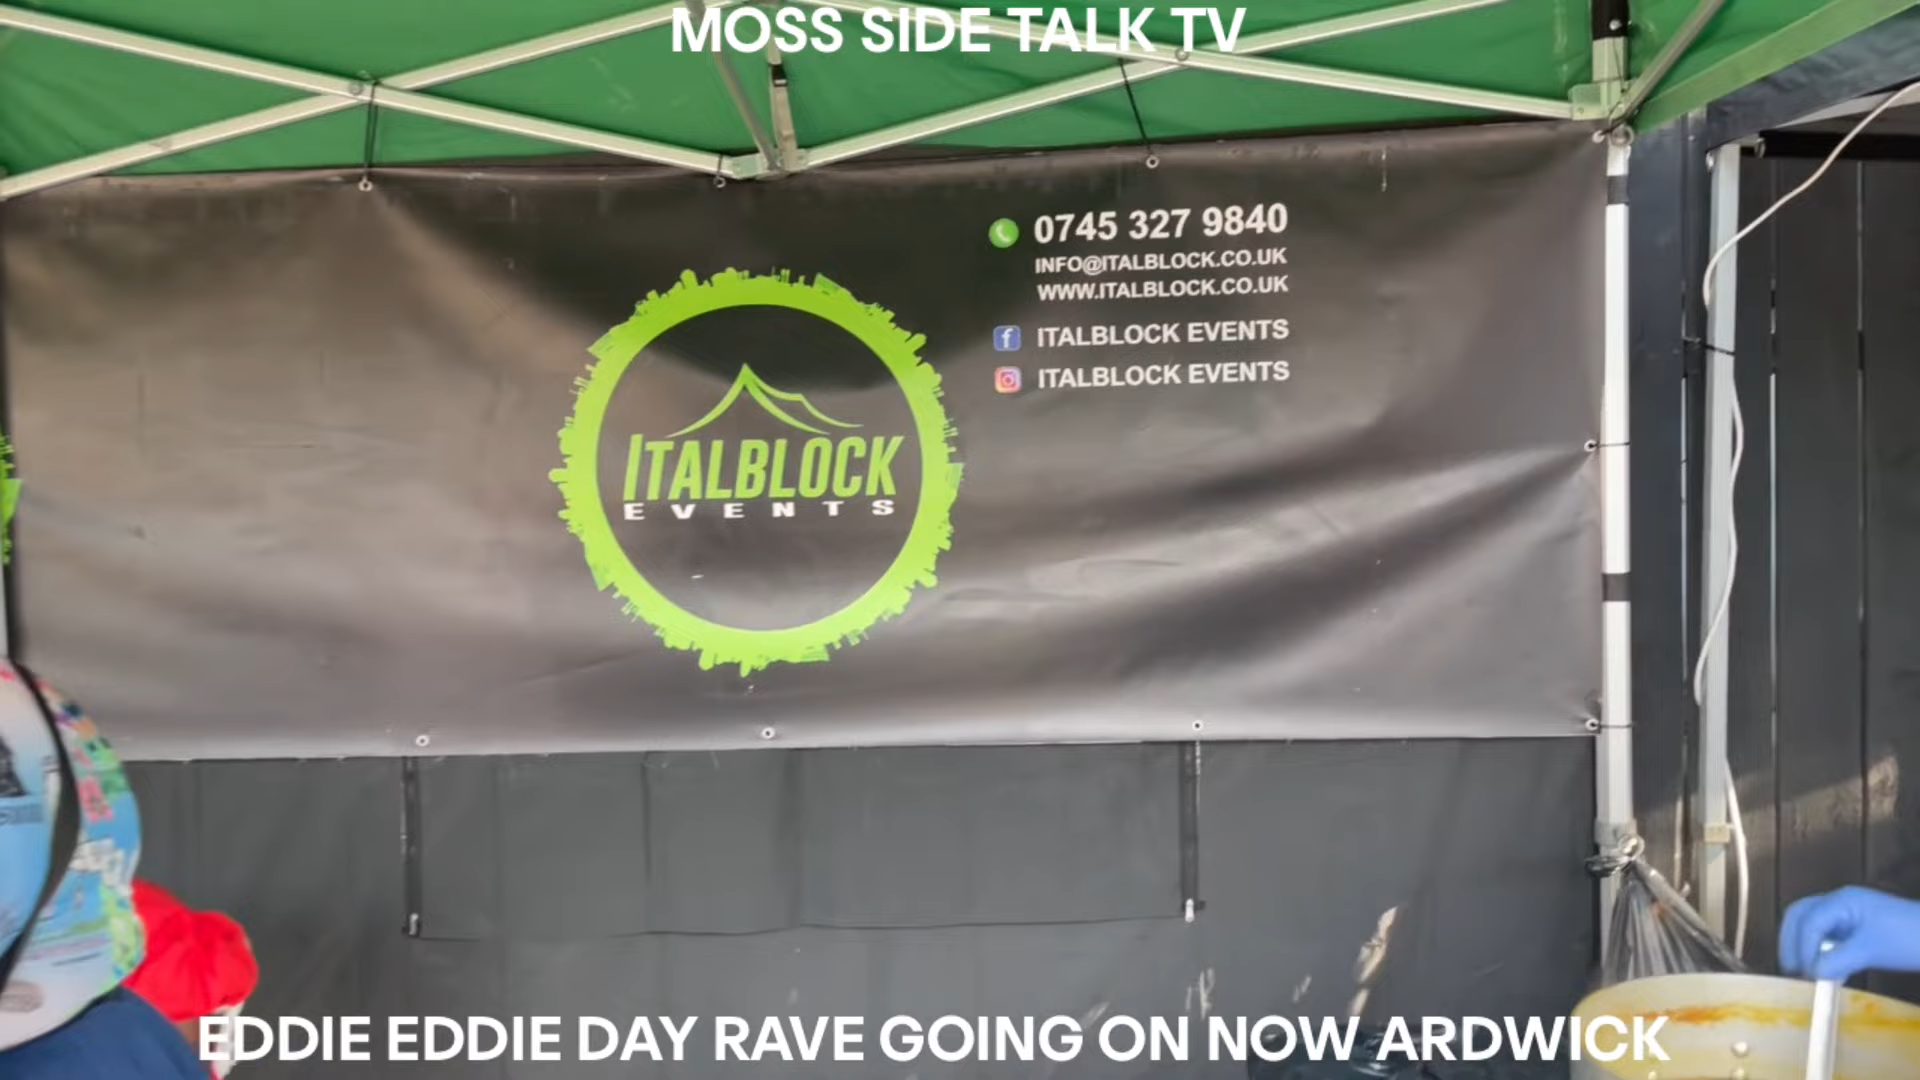 MOSS SIDE TALK TV
0745 327 9840
INFO@ITALBLOCK.CO.UK
WWW.ITALBLOCK.CO.UK
ITALBLOCK EVENTS
ITALBLOCK EVENTS
ITALBLOCK
EVENTS
EDDIE EDDIE DAY RAVE GOING ON NOW ARDWICK